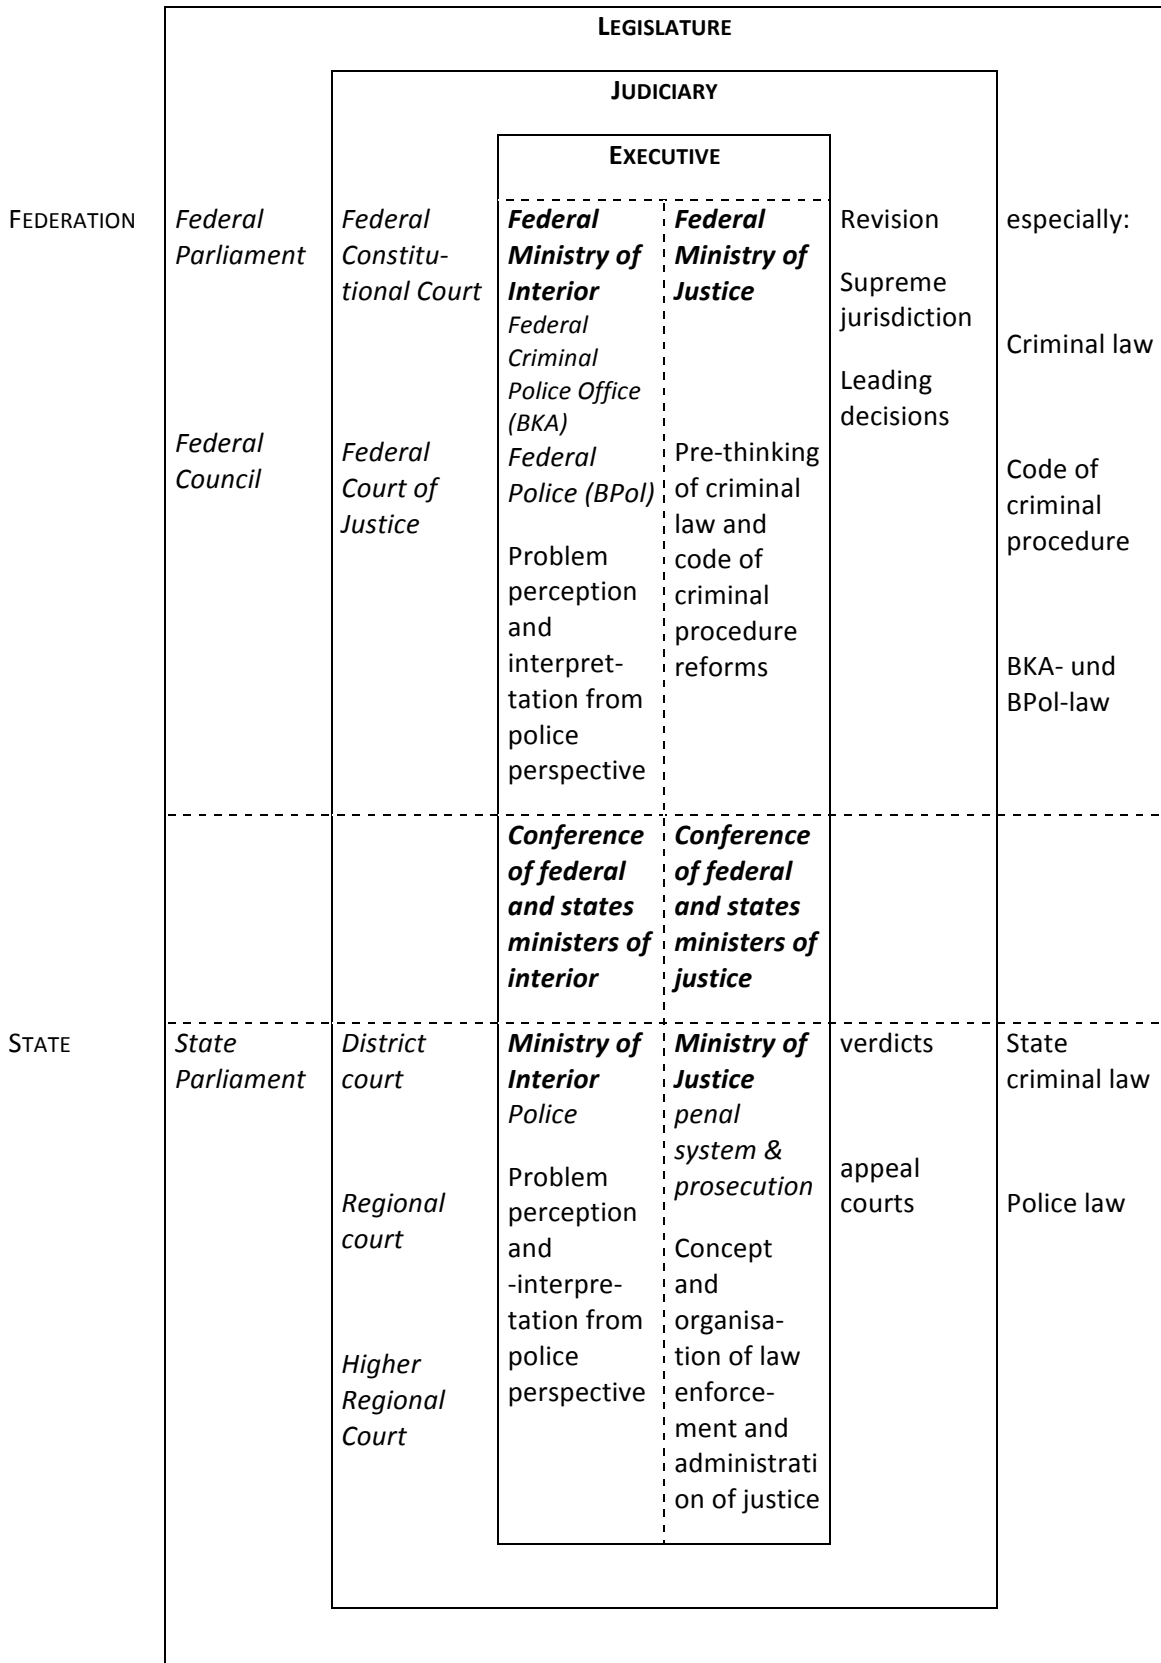 LEGISLATURE
JUDICIARY
EXECUTIVE
FEDERATION
Federal
Parliament
Federal
Council
Federal
Constitu-
tional Court
Federal
Court of
Justice
Federal
Ministry of
Interior
Federal
Criminal
Police Office
(BKA)
Federal
Police (BPol)
Problem
perception
and
interpret-
tation from
police
perspective
Federal
Ministry of
Justice
Pre-thinking
of criminal
law and
code of
criminal
procedure
reforms
Revision
Supreme
jurisdiction
Leading
decisions
especially:
Criminal law
Code of
criminal
procedure
BKA- und
BPol-law
Conference
of federal
and states
ministers of
interior
Conference
of federal
and states
ministers of
justice
STATE
State
Parliament
District
court
Regional
court
Higher
Regional
Court
Ministry of
Interior
Police
Problem
perception
and
-interpre-
tation from
police
perspective
Ministry of
Justice
penal
system &
prosecution
Concept
and
organisa-
tion of law
enforce-
ment and
administrati
on of justice
verdicts
appeal
courts
State
criminal law
Police law